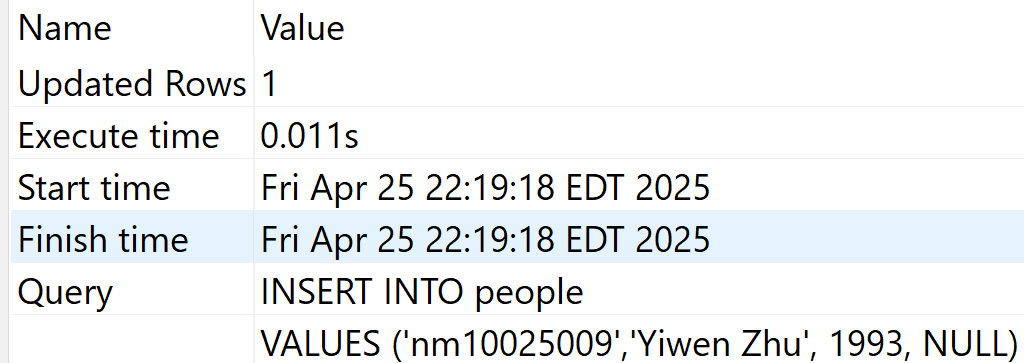 Name Value
Updated Rows 1
Execute time 0.011s
Start time Fri Apr 25 22:19:18 EDT 2025
Finish time Fri Apr 25 22:19:18 EDT 2025
Query INSERT INTO people
VALUES ('nm10025009','Yiwen Zhu', 1993, NULL)